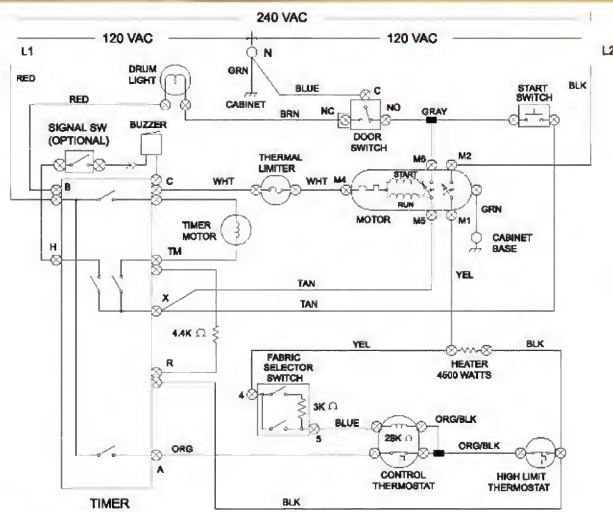 240 VAC
120 VAC
120 VAC
L1
N
L2
RED
DRUM LIGHT
GRN
BLUE
C
BLK
START SWITCH
RED
CABINET
BRN
NC
NO
GRAY
SIGNAL SW (OPTIONAL)
BUZZER
DOOR SWITCH
THERMAL LIMITER
M6
M2
B
C
WHT
WHT
M4
START
RUN
MOTOR
M5
M1
GRN
TIMER MOTOR
CABINET BASE
H
TM
YEL
TAN
X
TAN
4.4K Ω
YEL
BLK
R
FABRIC SELECTOR SWITCH
HEATER 4500 WATTS
4
3K Ω
BLUE
5
28K Ω
ORG/BLK
ORG
ORG/BLK
A
CONTROL THERMOSTAT
HIGH LIMIT THERMOSTAT
TIMER
BLK